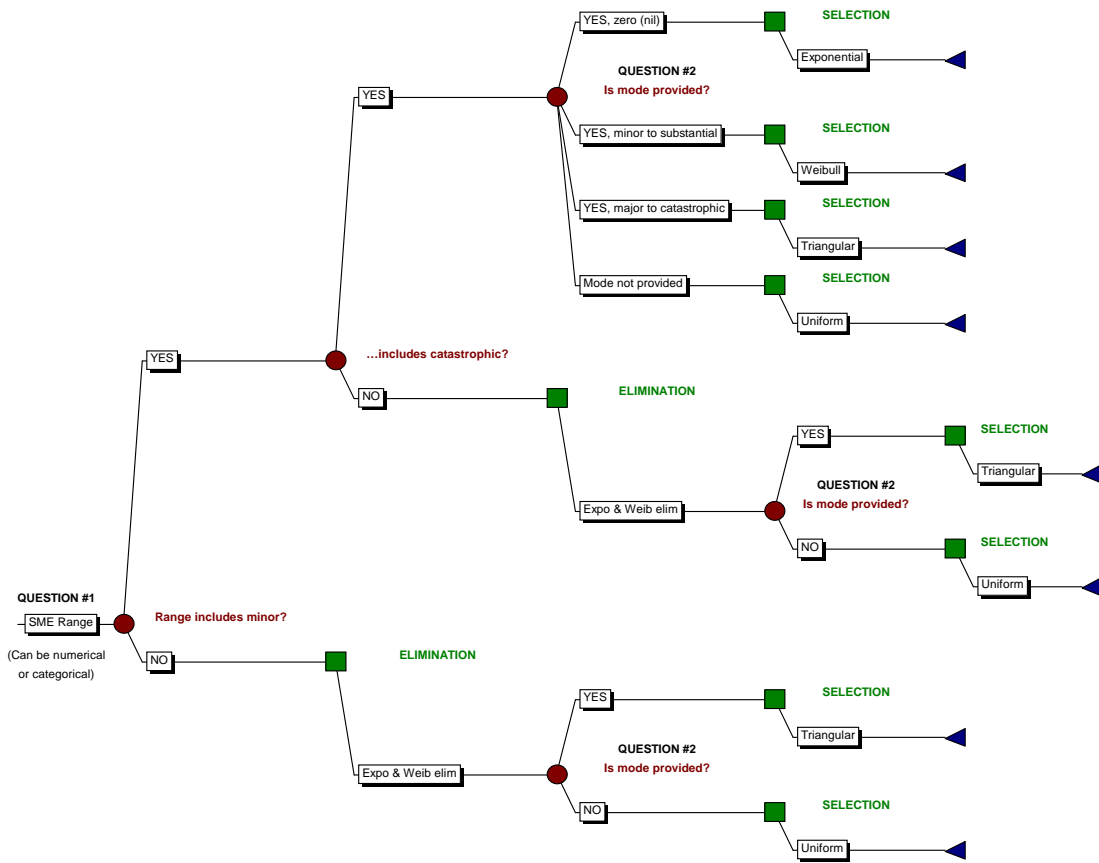 YES, zero (nil)
SELECTION
Exponential
QUESTION #2
Is mode provided?
YES
YES, minor to substantial
SELECTION
Weibull
YES, major to catastrophic
SELECTION
Triangular
Mode not provided
SELECTION
Uniform
YES
…includes catastrophic?
NO
ELIMINATION
YES
SELECTION
Triangular
QUESTION #2
Is mode provided?
Expo & Weib elim
NO
SELECTION
Uniform
QUESTION #1
SME Range
(Can be numerical
or categorical)
Range includes minor?
NO
ELIMINATION
YES
SELECTION
Triangular
QUESTION #2
Is mode provided?
Expo & Weib elim
NO
SELECTION
Uniform